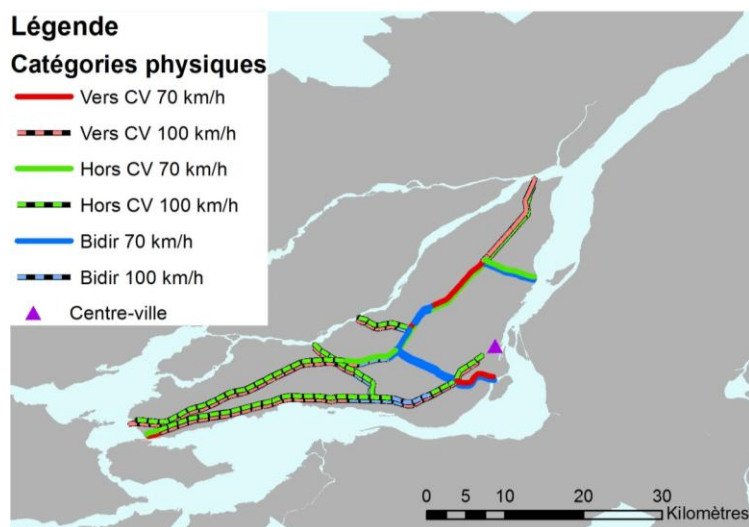 Légende
Catégories physiques
Vers CV 70 km/h
Vers CV 100 km/h
Hors CV 70 km/h
Hors CV 100 km/h
Bidir 70 km/h
Bidir 100 km/h
Centre-ville
0 5 10 20 30
Kilomètres